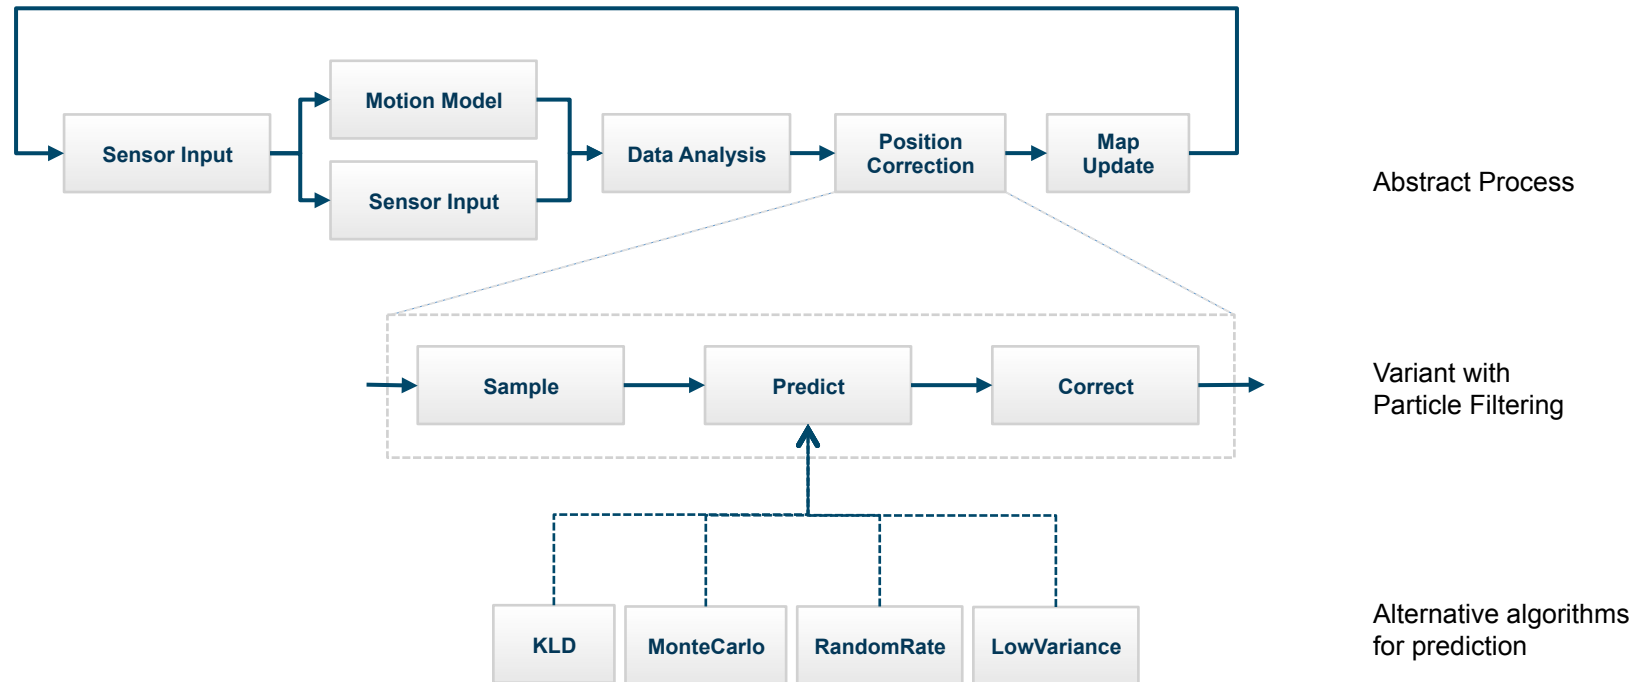 Motion Model
Sensor Input
Data Analysis
Position
Correction
Map
Update
Sensor Input
Abstract Process
Sample
Predict
Correct
Variant with
Particle Filtering
KLD
MonteCarlo
RandomRate
LowVariance
Alternative algorithms
for prediction